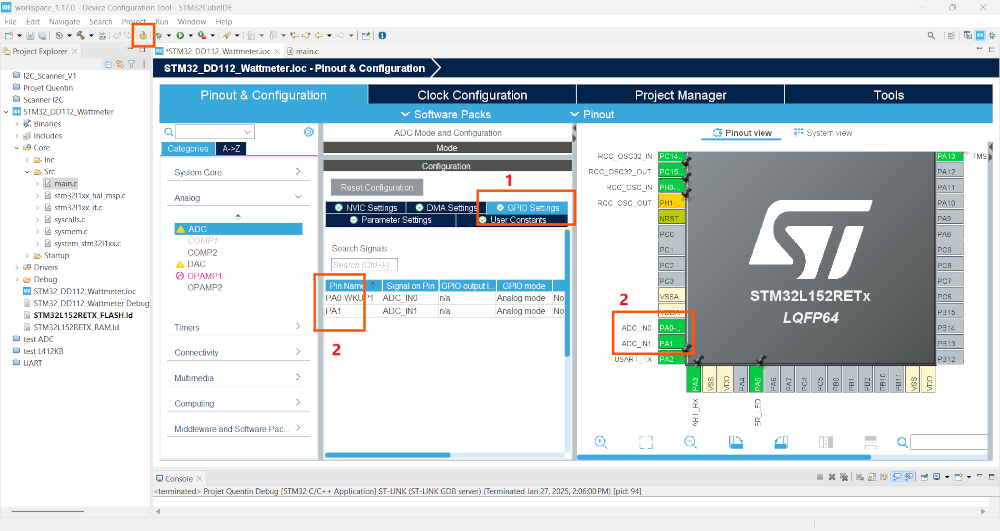 IDE workspace_1.17.0 - Device Configuration Tool - STM32CubeIDE
File Edit Navigate Search Project Run Window Help
Project Explorer
I2C_Scanner_V1
Projet Quentin
Scanner I2C
STM32_DD112_Wattmeter
Binaries
Includes
Core
Inc
Src
main.c
stm32l1xx_hal_msp.c
stm32l1xx_it.c
syscalls.c
sysmem.c
system_stm32l1xx.c
Startup
Drivers
Debug
STM32_DD112_Wattmeter.ioc
STM32_DD112_Wattmeter Debug
STM32L152RETX_FLASH.ld
STM32L152RETX_RAM.ld
test ADC
test L412KB
UART
*STM32_DD112_Wattmeter.ioc
main.c
STM32_DD112_Wattmeter.ioc - Pinout & Configuration
Pinout & Configuration
Clock Configuration
Project Manager
Tools
Software Packs
Pinout
Categories
A->Z
System Core
Analog
ADC
COMP1
COMP2
DAC
OPAMP1
OPAMP2
Timers
Connectivity
Multimedia
Computing
Middleware and Software Pac...
ADC Mode and Configuration
Mode
Configuration
1
Reset Configuration
NVIC Settings
DMA Settings
GPIO Settings
Parameter Settings
User Constants
Search Signals
Search (Ctrl+F)
Pin Name Signal on Pin GPIO output l... GPIO mode
PA0-WKUP1 ADC_IN0 n/a Analog mode No
PA1 ADC_IN1 n/a Analog mode No
2
Pinout view
System view
RCC_OSC32_IN PC14...
RCC_OSC32_OUT PC15...
RCC_OSC_IN PH0-...
RCC_OSC_OUT PH1-...
NRST
PC0
PC1
PC2
PC3
VSSA
VDDA
2
ADC_IN0 PA0-...
ADC_IN1 PA1
USART_TX PA2
STM32L152RETx
LQFP64
PA13 TMS
PA12
PA11
PA10
PA9
PA8
PC9
PC8
PC7
PC6
PB15
PB14
PB13
PB12
PA3
VSS
VDD
PA4
PA5
PA6
PA7
PC4
PC5
PB0
PB1
PB2
PB10
PB11
VSS
VDD
Console
<terminated> Projet Quentin Debug [STM32 C/C++ Application] ST-LINK (ST-LINK GDB server) (Terminated Jan 27, 2025, 2:06:00 PM) [pid: 94]